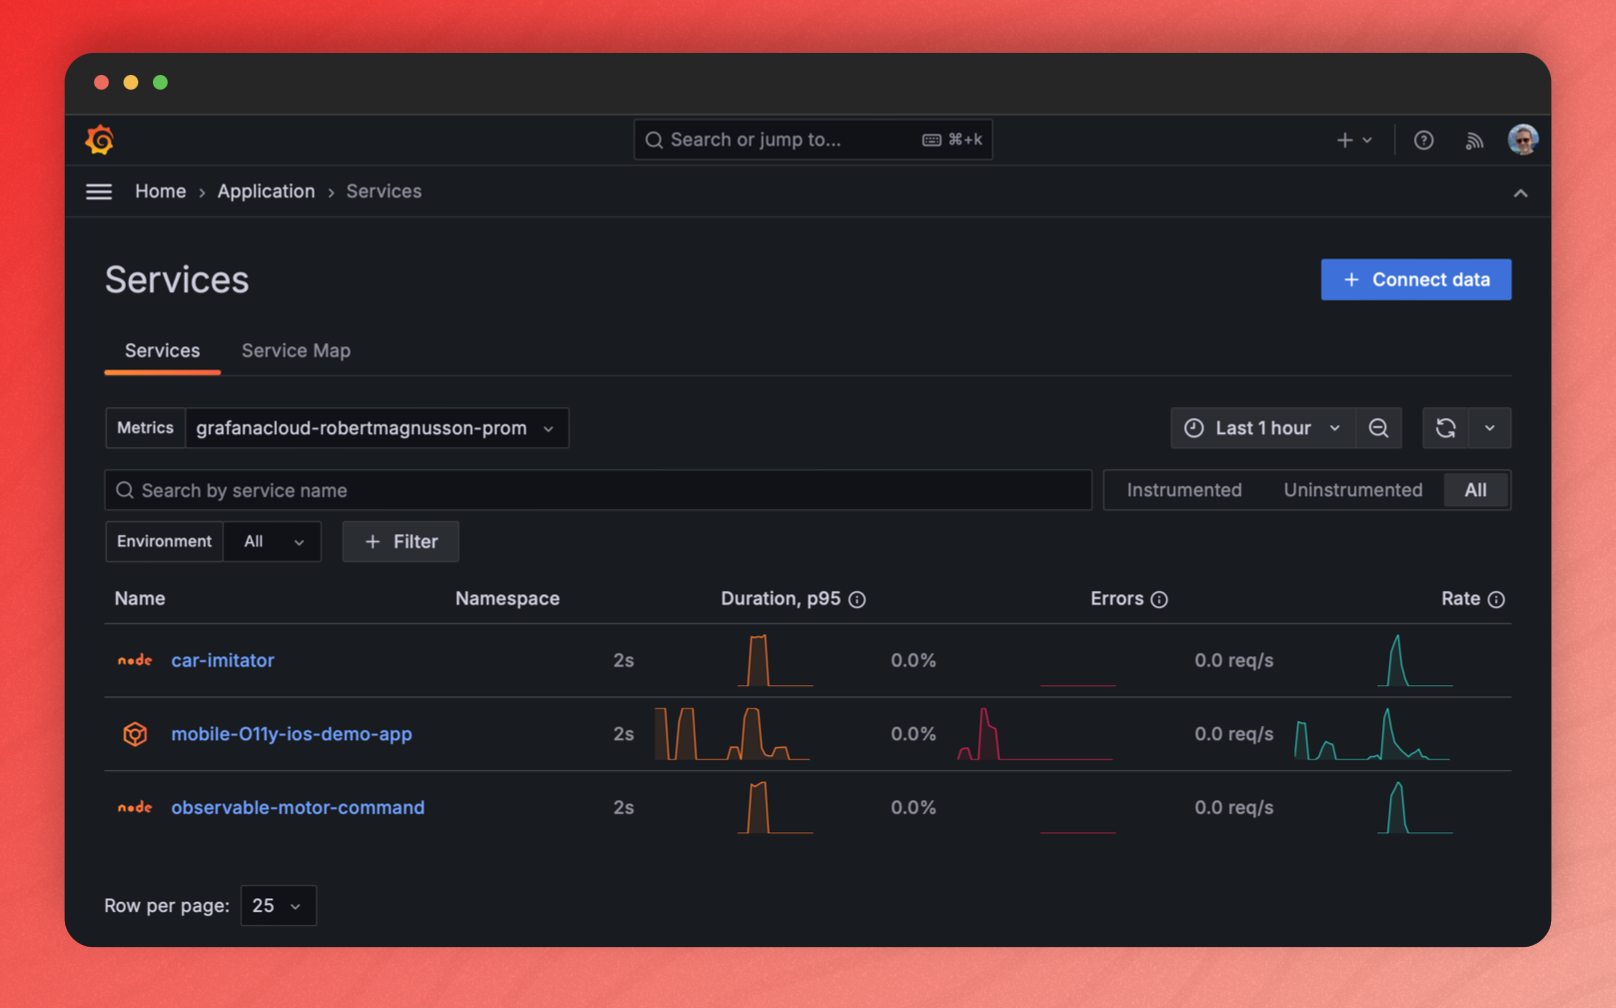 Search or jump to... ⌘+k
Home › Application › Services
Services
+ Connect data
Services Service Map
Metrics grafanacloud-robertmagnusson-prom Last 1 hour
Search by service name Instrumented Uninstrumented All
Environment All + Filter
Name Namespace Duration, p95 Errors Rate
node car-imitator 2s 0.0% 0.0 req/s
mobile-O11y-ios-demo-app 2s 0.0% 0.0 req/s
node observable-motor-command 2s 0.0% 0.0 req/s
Row per page: 25